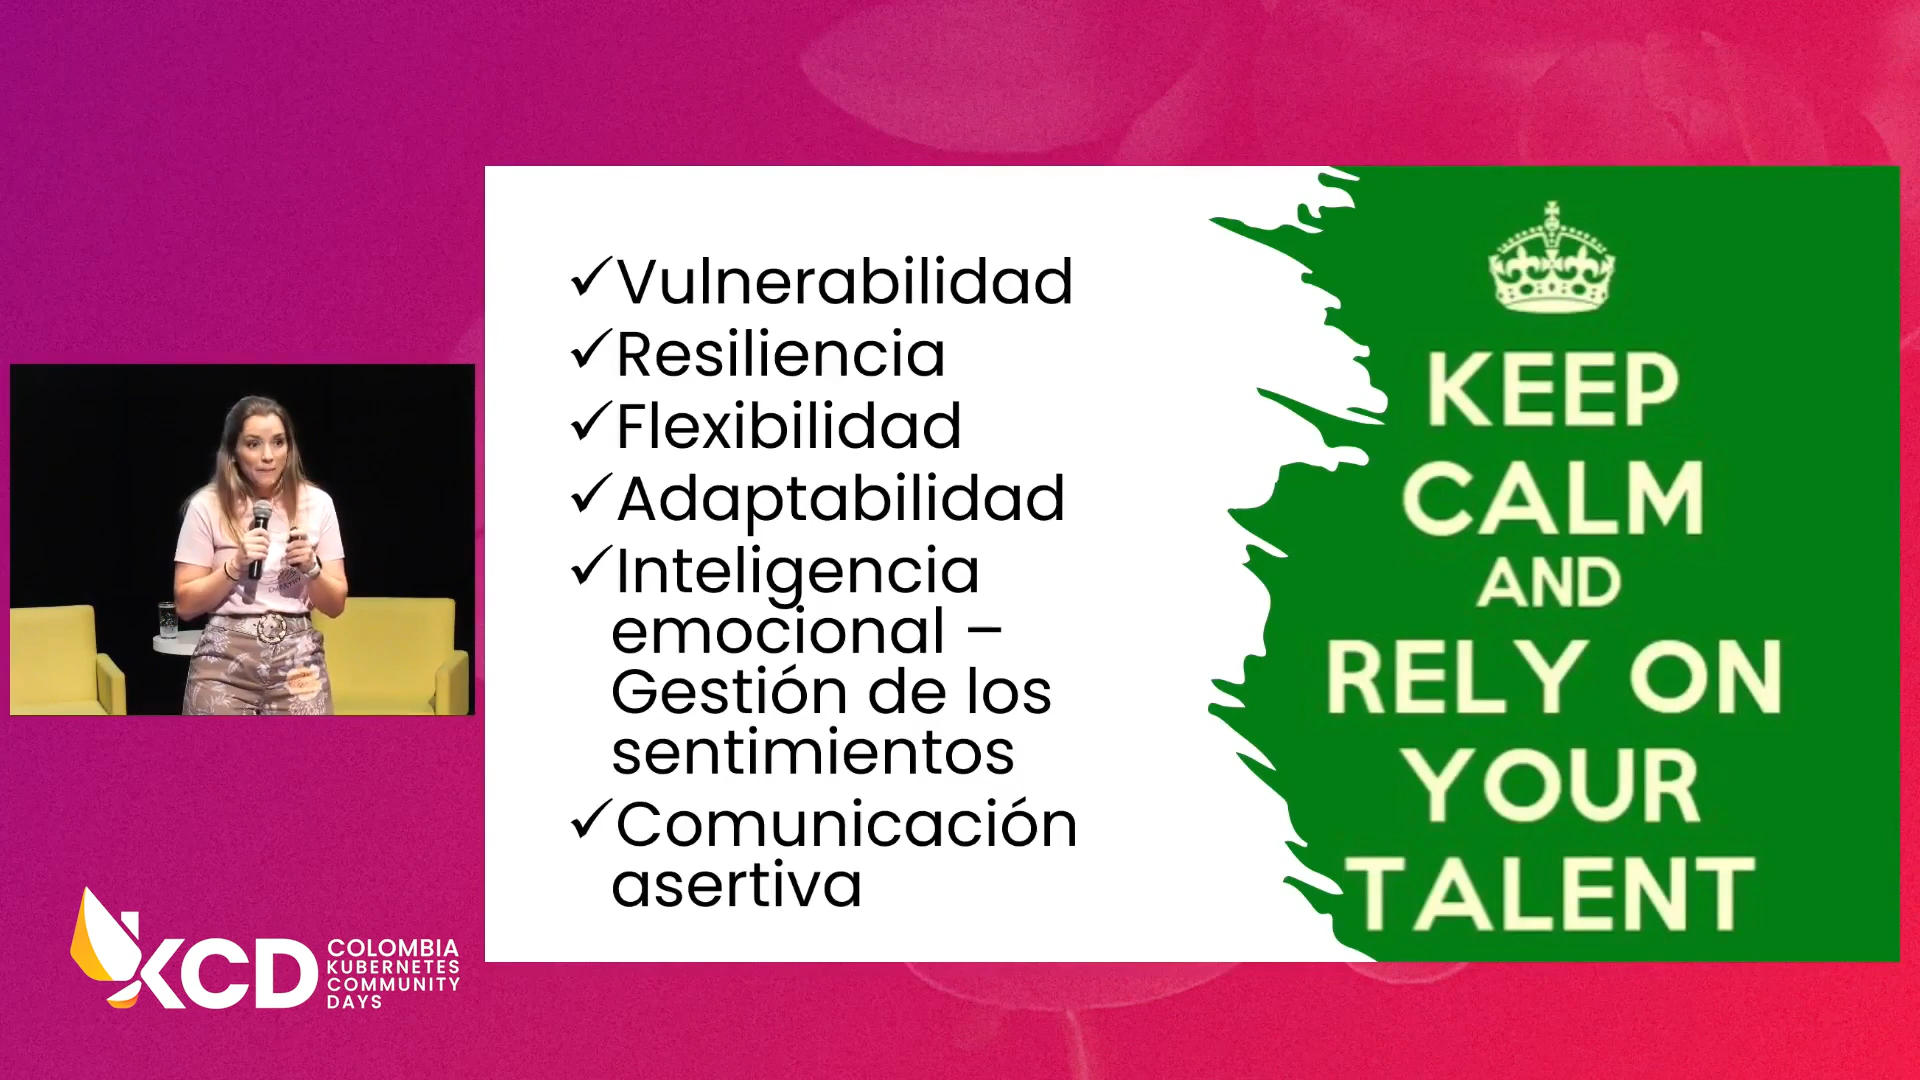 ✓Vulnerabilidad
✓Resiliencia
✓Flexibilidad
✓Adaptabilidad
✓Inteligencia
emocional –
Gestión de los
sentimientos
✓Comunicación
asertiva
KEEP
CALM
AND
RELY ON
YOUR
TALENT
KCD
COLOMBIA
KUBERNETES
COMMUNITY
DAYS